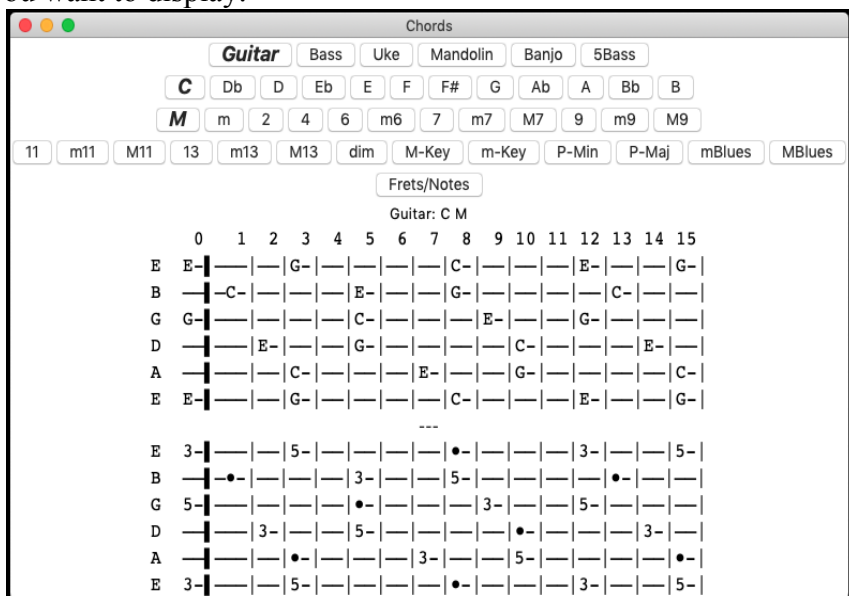 ou want to display.
Chords
Guitar Bass Uke Mandolin Banjo 5Bass
C Db D Eb E F F# G Ab A Bb B
M m 2 4 6 m6 7 m7 M7 9 m9 M9
11 m11 M11 13 m13 M13 dim M-Key m-Key P-Min P-Maj mBlues MBlues
Frets/Notes
Guitar: C M
0 1 2 3 4 5 6 7 8 9 10 11 12 13 14 15
E E-|———|—|G-|—|—|—|—|C-|—|—|—|E-|—|—|G-|
B —|-C-|—|—|—|E-|—|—|G-|—|—|—|—|C-|—|—|
G G-|———|—|—|—|C-|—|—|—|E-|—|—|G-|—|—|—|
D —|———|E-|—|—|G-|—|—|—|—|C-|—|—|—|E-|—|
A —|———|—|C-|—|—|—|E-|—|—|G-|—|—|—|—|C-|
E E-|———|—|G-|—|—|—|—|C-|—|—|—|E-|—|—|G-|
---
E 3-|———|—|5-|—|—|—|—|•-|—|—|—|3-|—|—|5-|
B —|-•-|—|—|—|3-|—|—|5-|—|—|—|—|•-|—|—|
G 5-|———|—|—|—|•-|—|—|—|3-|—|—|5-|—|—|—|
D —|———|3-|—|—|5-|—|—|—|—|•-|—|—|—|3-|—|
A —|———|—|•-|—|—|—|3-|—|—|5-|—|—|—|—|•-|
E 3-|———|—|5-|—|—|—|—|•-|—|—|—|3-|—|—|5-|